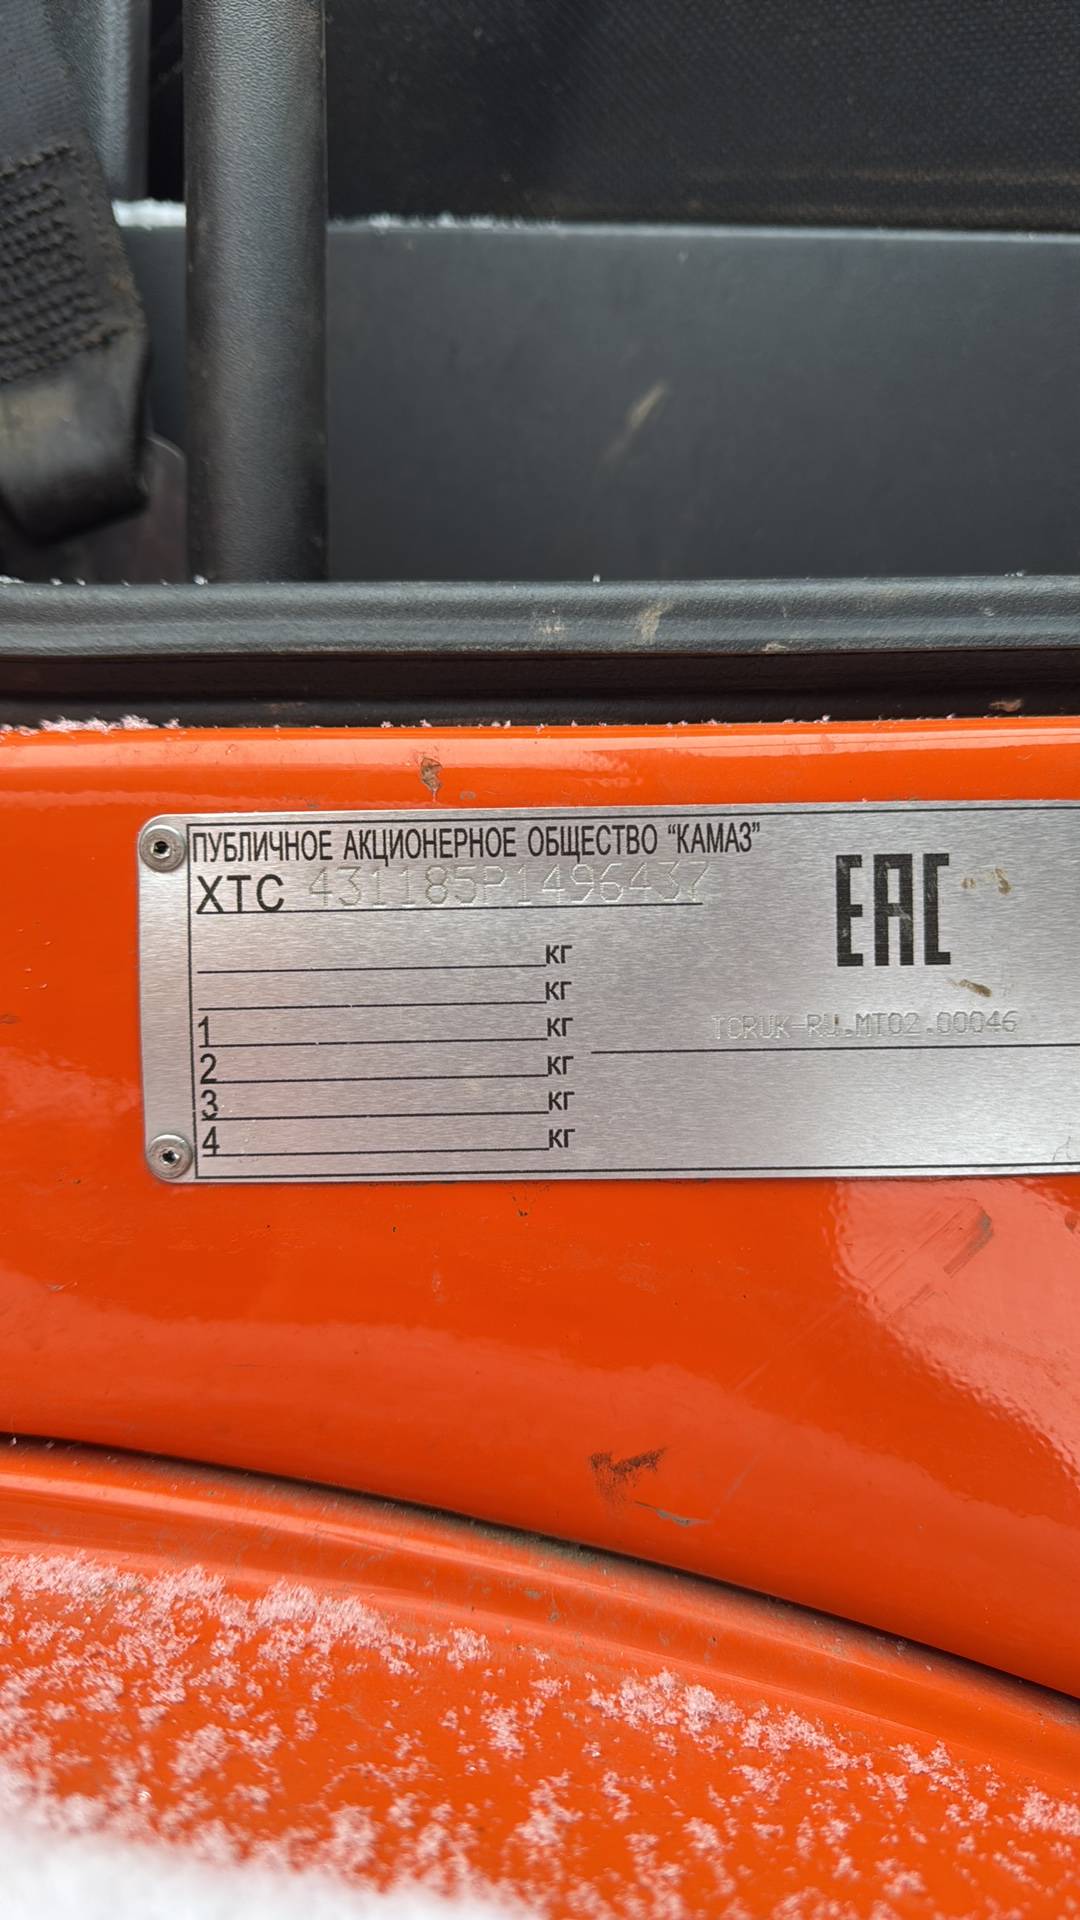 ПУБЛИЧНОЕ АКЦИОНЕРНОЕ ОБЩЕСТВО “КАМАЗ”
XTC 431185P1496437
EAC
кг
кг
1 кг
TCRUK-RU.MT02.00046
2 кг
3 кг
4 кг